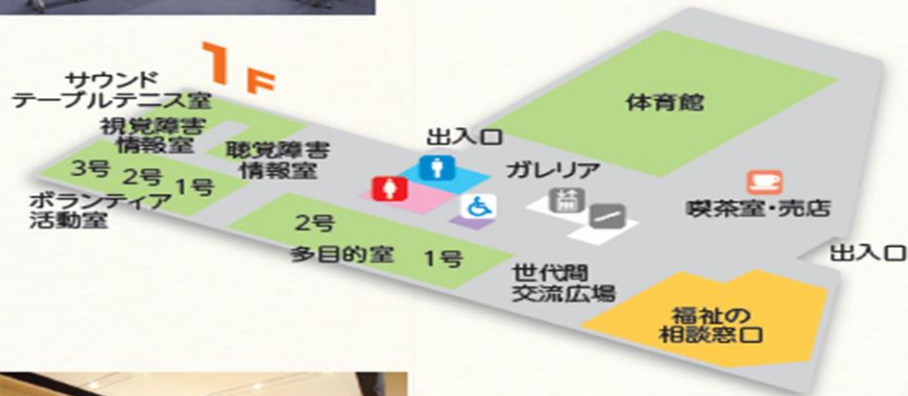 1F
サウンド
テーブルテニス室
視覚障害
情報室
聴覚障害
情報室
出入口
体育館
ガレリア
3号
2号
1号
ボランティア
活動室
2号
多目的室
1号
喫茶室・売店
世代間
交流広場
出入口
福祉の
相談窓口